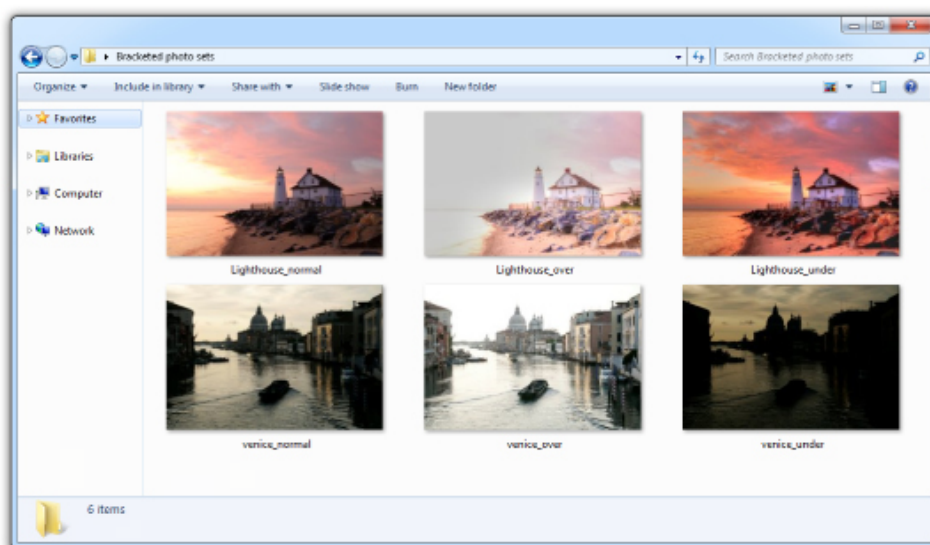 Bracketed photo sets
Search Bracketed photo sets
Organize
Include in library
Share with
Slide show
Burn
New folder
Favorites
Libraries
Computer
Network
Lighthouse_normal
Lighthouse_over
Lighthouse_under
venice_normal
venice_over
venice_under
6 items